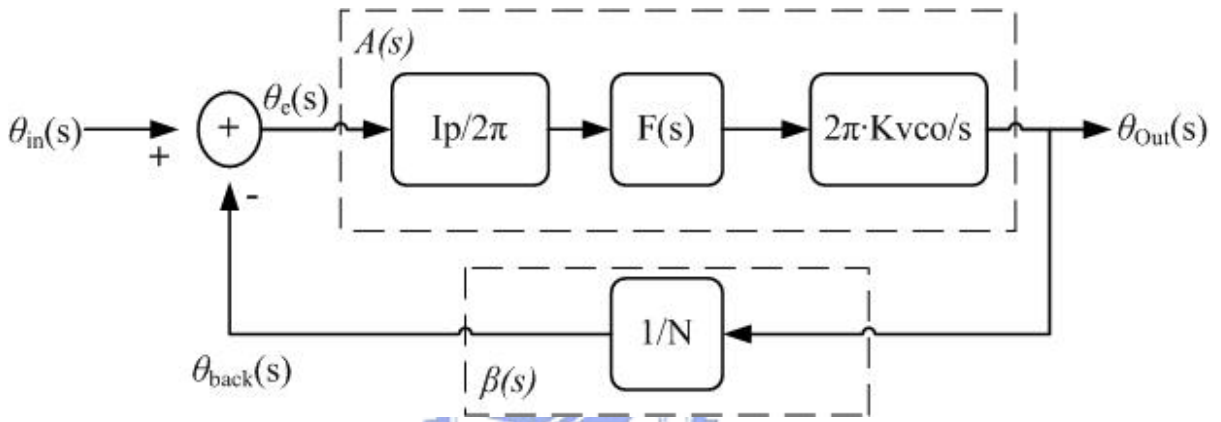 A(s)
θin(s)
+
+
-
θe(s)
Ip/2π
F(s)
2π·Kvco/s
θOut(s)
1/N
θback(s)
β(s)